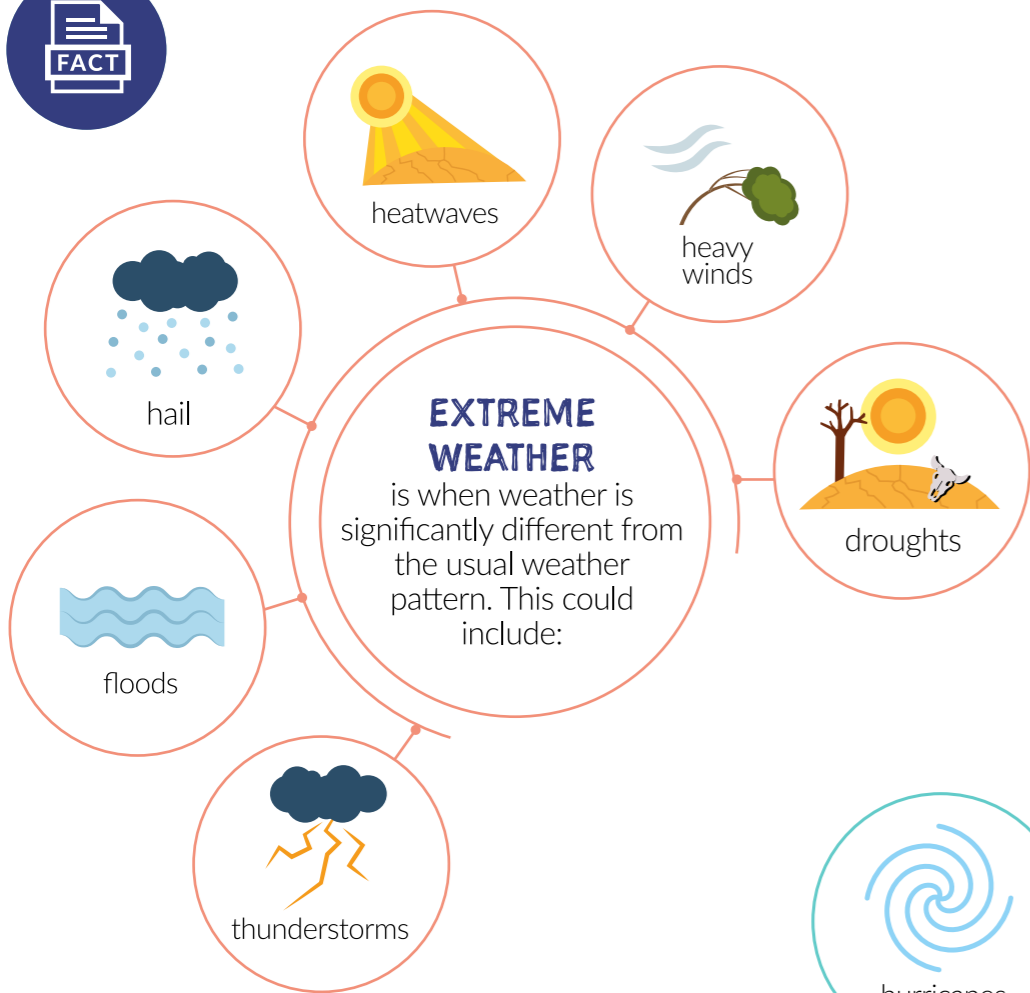 FACT
heatwaves
heavy
winds
hail
EXTREME
WEATHER
is when weather is
significantly different from
the usual weather
pattern. This could
include:
droughts
floods
thunderstorms
hurricanes